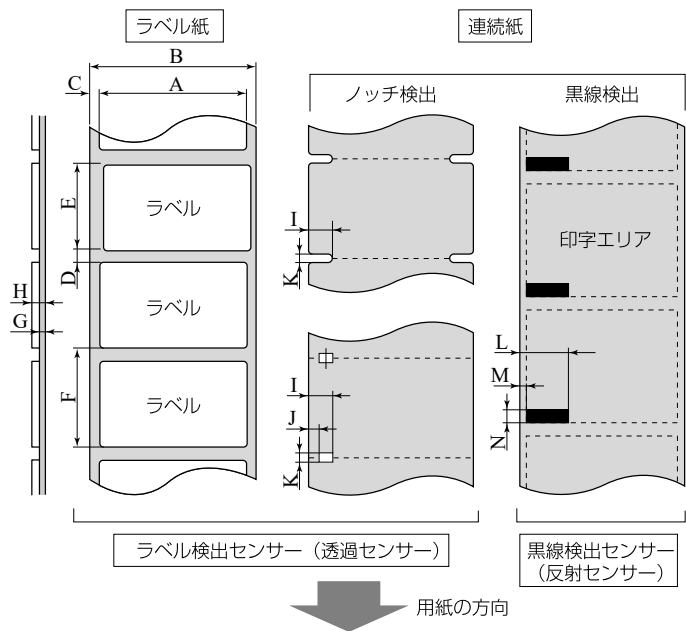 ラベル紙
連続紙
B
C
A
ノッチ検出
黒線検出
E
ラベル
I
印字エリア
D
K
H
ラベル
G
L
I
M
F
ラベル
J
N
K
ラベル検出センサー（透過センサー）
黒線検出センサー
（反射センサー）
用紙の方向